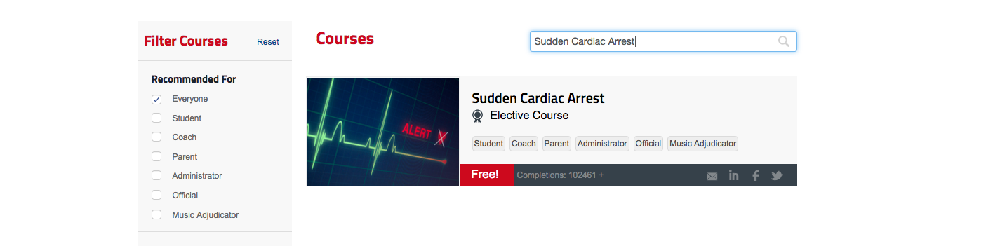 Filter Courses
Reset
Recommended For
Everyone
Student
Coach
Parent
Administrator
Official
Music Adjudicator
Courses
Sudden Cardiac Arrest
ALERT
Sudden Cardiac Arrest
Elective Course
Student Coach Parent Administrator Official Music Adjudicator
Free! Completions: 102461 +